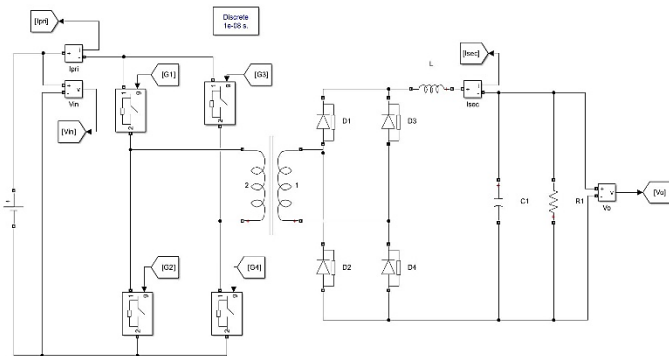 [Ipri]
Discrete
1e-08 s.
Ipri
[G1]
[G3]
Vin
[Vin]
[G2]
[G4]
2
1
D1
D3
D2
D4
L
[Isec]
Isec
C1
R1
Vo
[Vo]